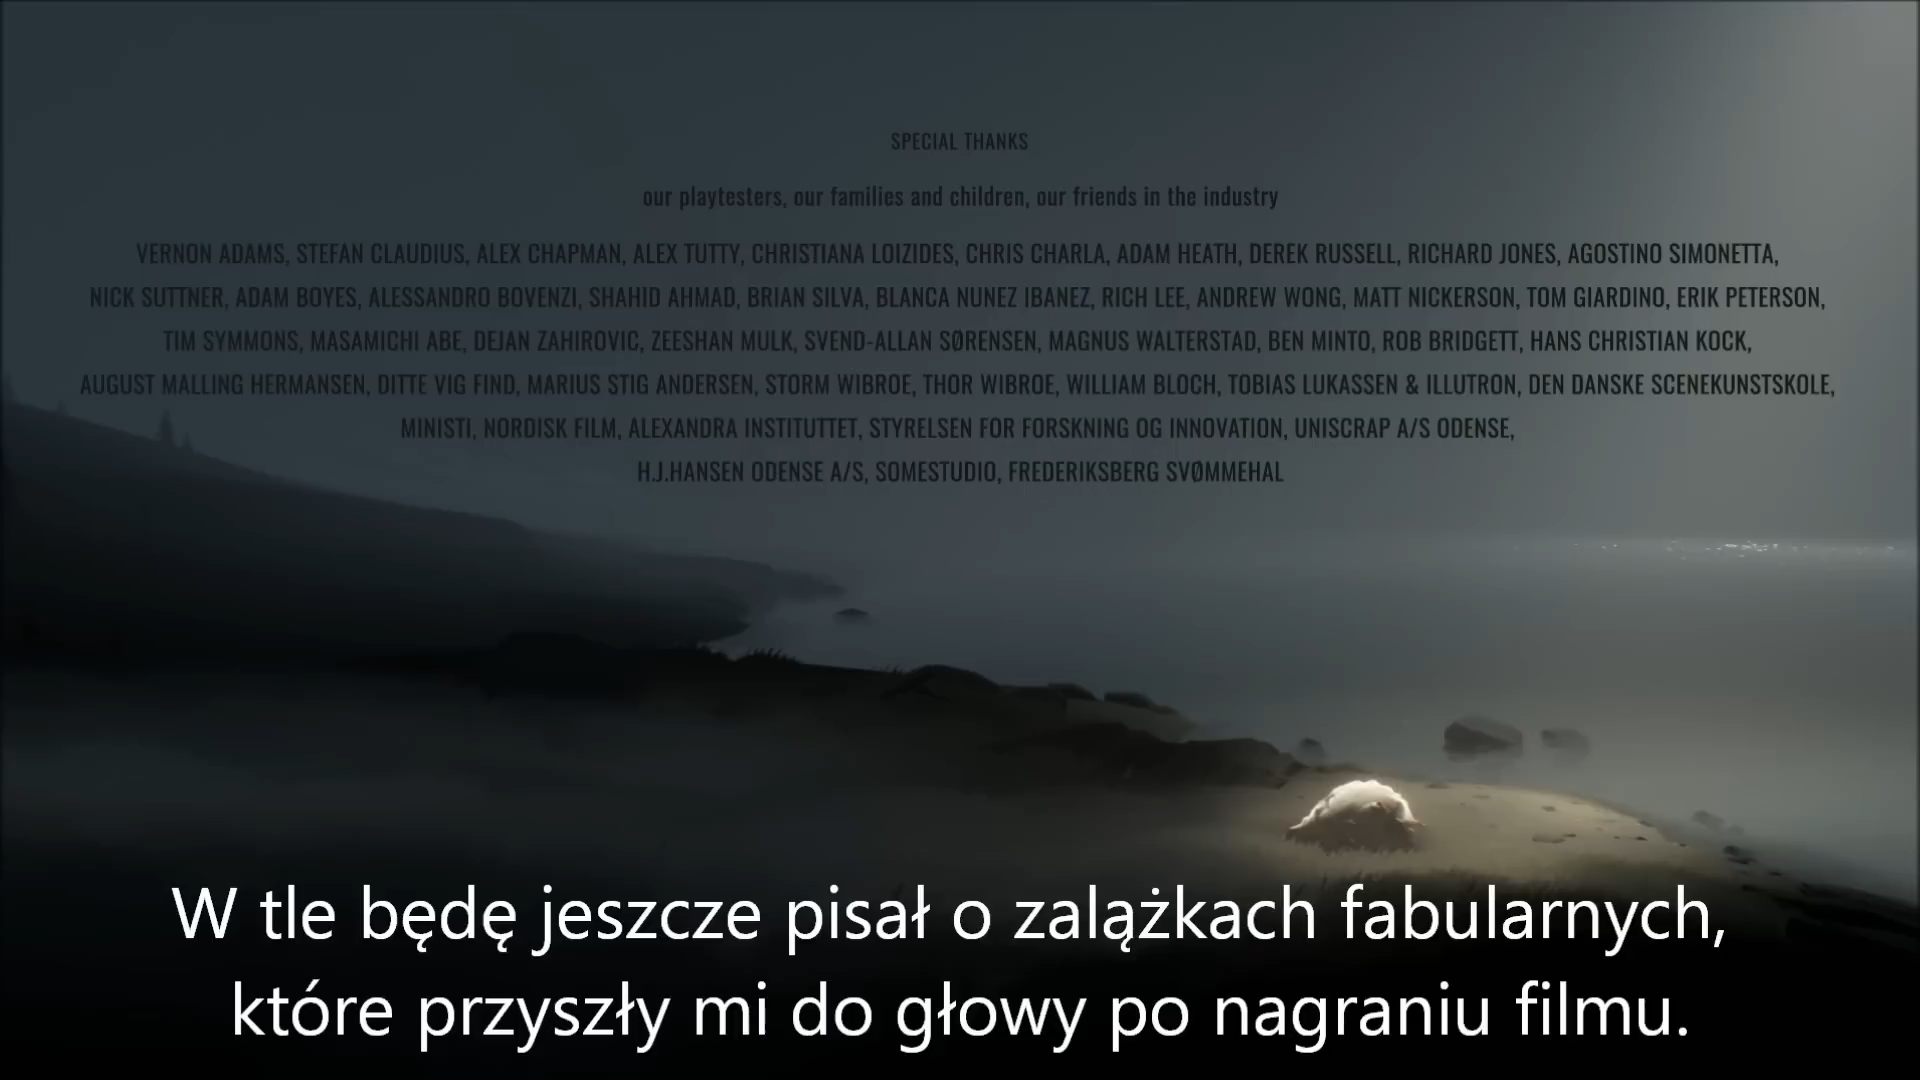 SPECIAL THANKS
our playtesters, our families and children, our friends in the industry
VERNON ADAMS, STEFAN CLAUDIUS, ALEX CHAPMAN, ALEX TUTTY, CHRISTIANA LOIZIDES, CHRIS CHARLA, ADAM HEATH, DEREK RUSSELL, RICHARD JONES, AGOSTINO SIMONETTA,
NICK SUTTNER, ADAM BOYES, ALESSANDRO BOVENZI, SHAHID AHMAD, BRIAN SILVA, BLANCA NUNEZ IBANEZ, RICH LEE, ANDREW WONG, MATT NICKERSON, TOM GIARDINO, ERIK PETERSON,
TIM SYMMONS, MASAMICHI ABE, DEJAN ZAHIROVIC, ZEESHAN MULK, SVEND-ALLAN SØRENSEN, MAGNUS WALTERSTAD, BEN MINTO, ROB BRIDGETT, HANS CHRISTIAN KOCK,
AUGUST MALLING HERMANSEN, DITTE VIG FIND, MARIUS STIG ANDERSEN, STORM WIBROE, THOR WIBROE, WILLIAM BLOCH, TOBIAS LUKASSEN & ILLUTRON, DEN DANSKE SCENEKUNSTSKOLE,
MINISTI, NORDISK FILM, ALEXANDRA INSTITUTTET, STYRELSEN FOR FORSKNING OG INNOVATION, UNISCRAP A/S ODENSE,
H.J.HANSEN ODENSE A/S, SOMESTUDIO, FREDERIKSBERG SVØMMEHAL
W tle będę jeszcze pisał o zalążkach fabularnych,
które przyszły mi do głowy po nagraniu filmu.